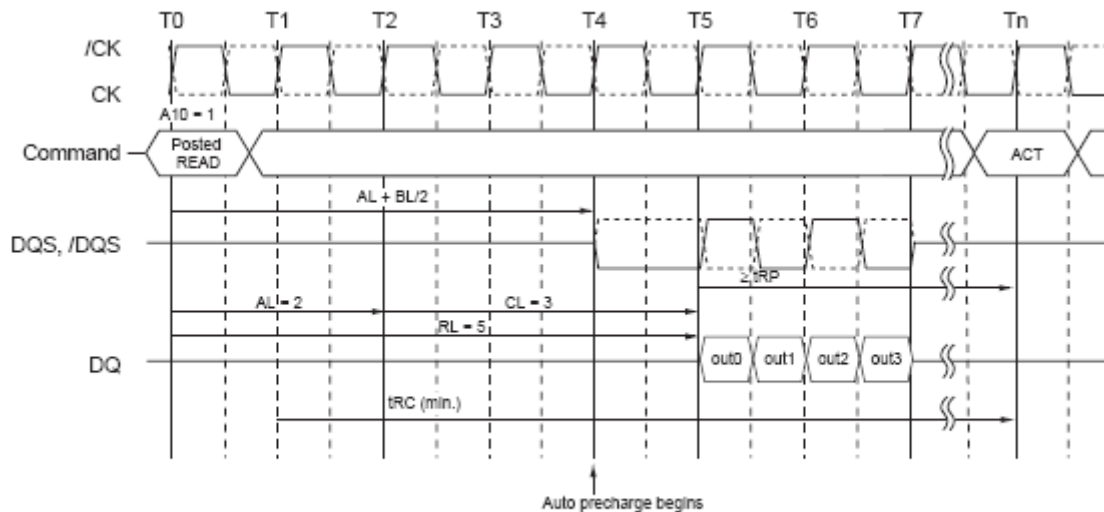 T0 T1 T2 T3 T4 T5 T6 T7 Tn
/CK
CK
A10 = 1
Command
Posted
READ
ACT
AL + BL/2
DQS, /DQS
≥ tRP
AL = 2
CL = 3
RL = 5
DQ
out0 out1 out2 out3
tRC (min.)
Auto precharge begins